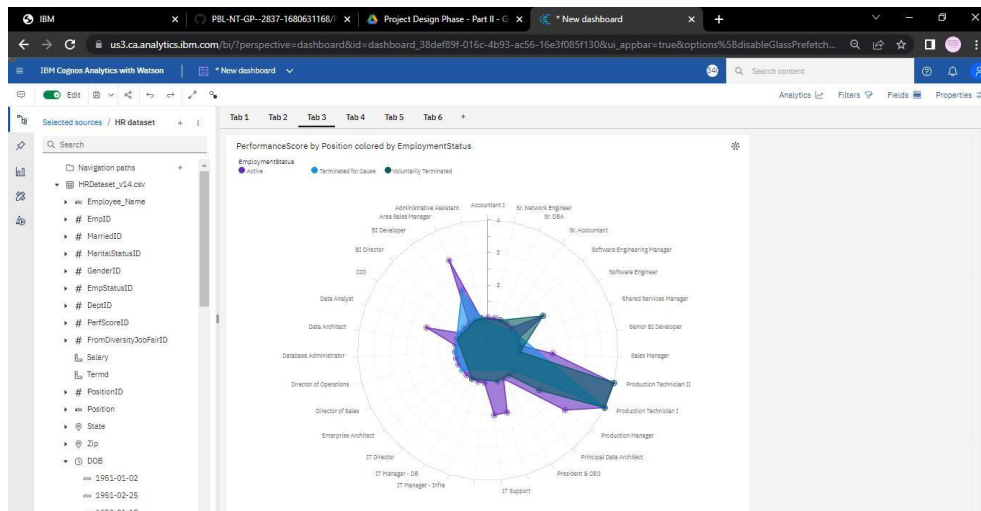 IBM
PBL-NT-GP--2837-1680631168/
Project Design Phase - Part II - G
* New dashboard
us3.ca.analytics.ibm.com/bi/?perspective=dashboard&id=dashboard_38def89f-016c-4b93-ac56-16e3f085f130&ui_appbar=true&options%5BdisableGlassPrefetch...
IBM Cognos Analytics with Watson
* New dashboard
Search content
Edit
Analytics
Filters
Fields
Properties
Selected sources / HR dataset
Tab 1 Tab 2 Tab 3 Tab 4 Tab 5 Tab 6 +
Search
Navigation paths
HRDataset_v14.csv
abc Employee_Name
# EmpID
# MarriedID
# MaritalStatusID
# GenderID
# EmpStatusID
# DeptID
# PerfScoreID
# FromDiversityJobFairID
Salary
Termd
# PositionID
abc Position
State
Zip
DOB
1951-01-02
1951-02-25
PerformanceScore by Position colored by EmploymentStatus
EmploymentStatus
Active Terminated for Cause Voluntarily Terminated
Accountant I
Administrative Assistant
Sr. Network Engineer
Area Sales Manager
Sr. DBA
BI Developer
Sr. Accountant
BI Director
Software Engineering Manager
CIO
Software Engineer
Data Analyst
Shared Services Manager
Data Architect
Senior BI Developer
Database Administrator
Sales Manager
Director of Operations
Production Technician II
Director of Sales
Production Technician I
Enterprise Architect
Production Manager
IT Director
Principal Data Architect
IT Manager - DB
President & CEO
IT Manager - Infra
IT Support
4
3
2